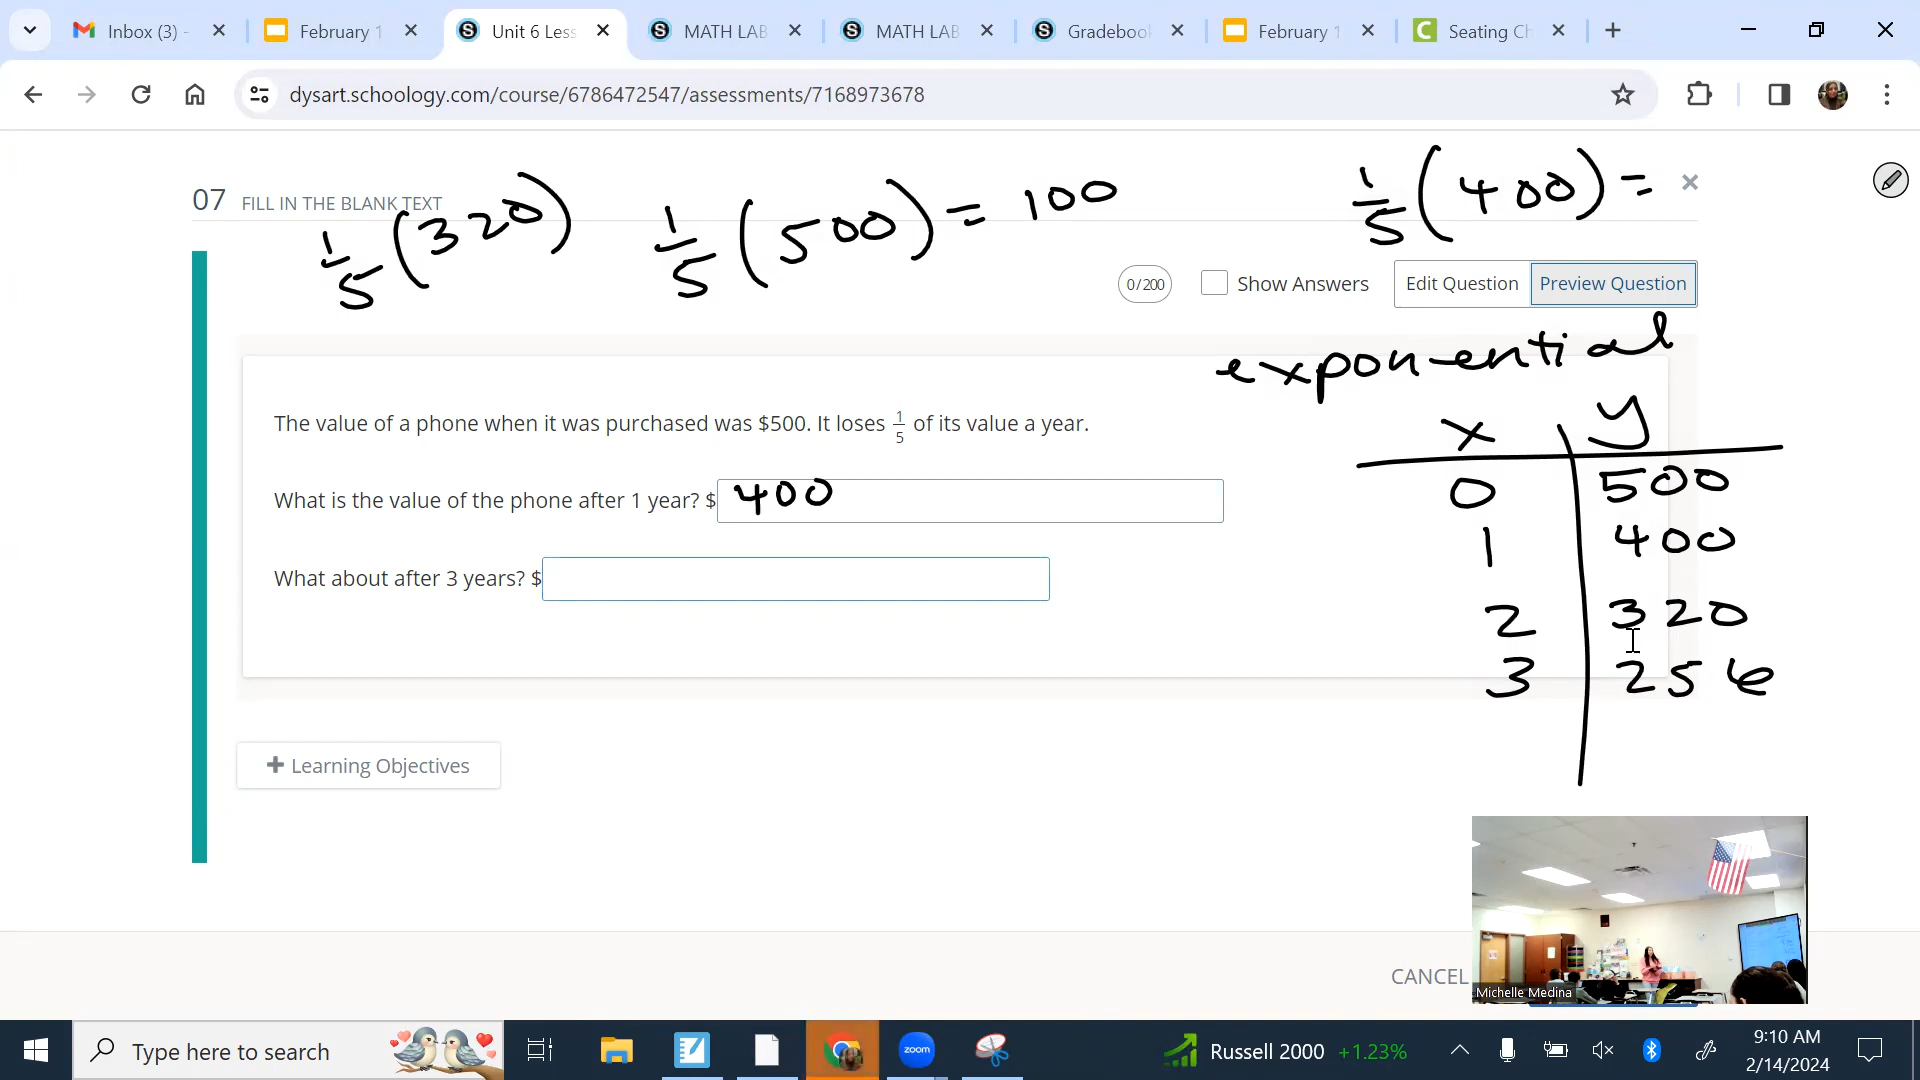 Inbox (3) -
February 1
Unit 6 Less
MATH LAB
MATH LAB
Gradeboo
February 1
Seating Ch
dysart.schoology.com/course/6786472547/assessments/7168973678
07 FILL IN THE BLANK TEXT
1/5 (320)
1/5 (500) = 100
1/5 (400) =
0/200
Show Answers
Edit Question
Preview Question
exponential
The value of a phone when it was purchased was $500. It loses 1/5 of its value a year.
What is the value of the phone after 1 year? $ 400
What about after 3 years? $
x y
0 500
1 400
2 320
3 256
+ Learning Objectives
CANCEL
Michelle Medina
Type here to search
zoom
Russell 2000 +1.23%
9:10 AM
2/14/2024